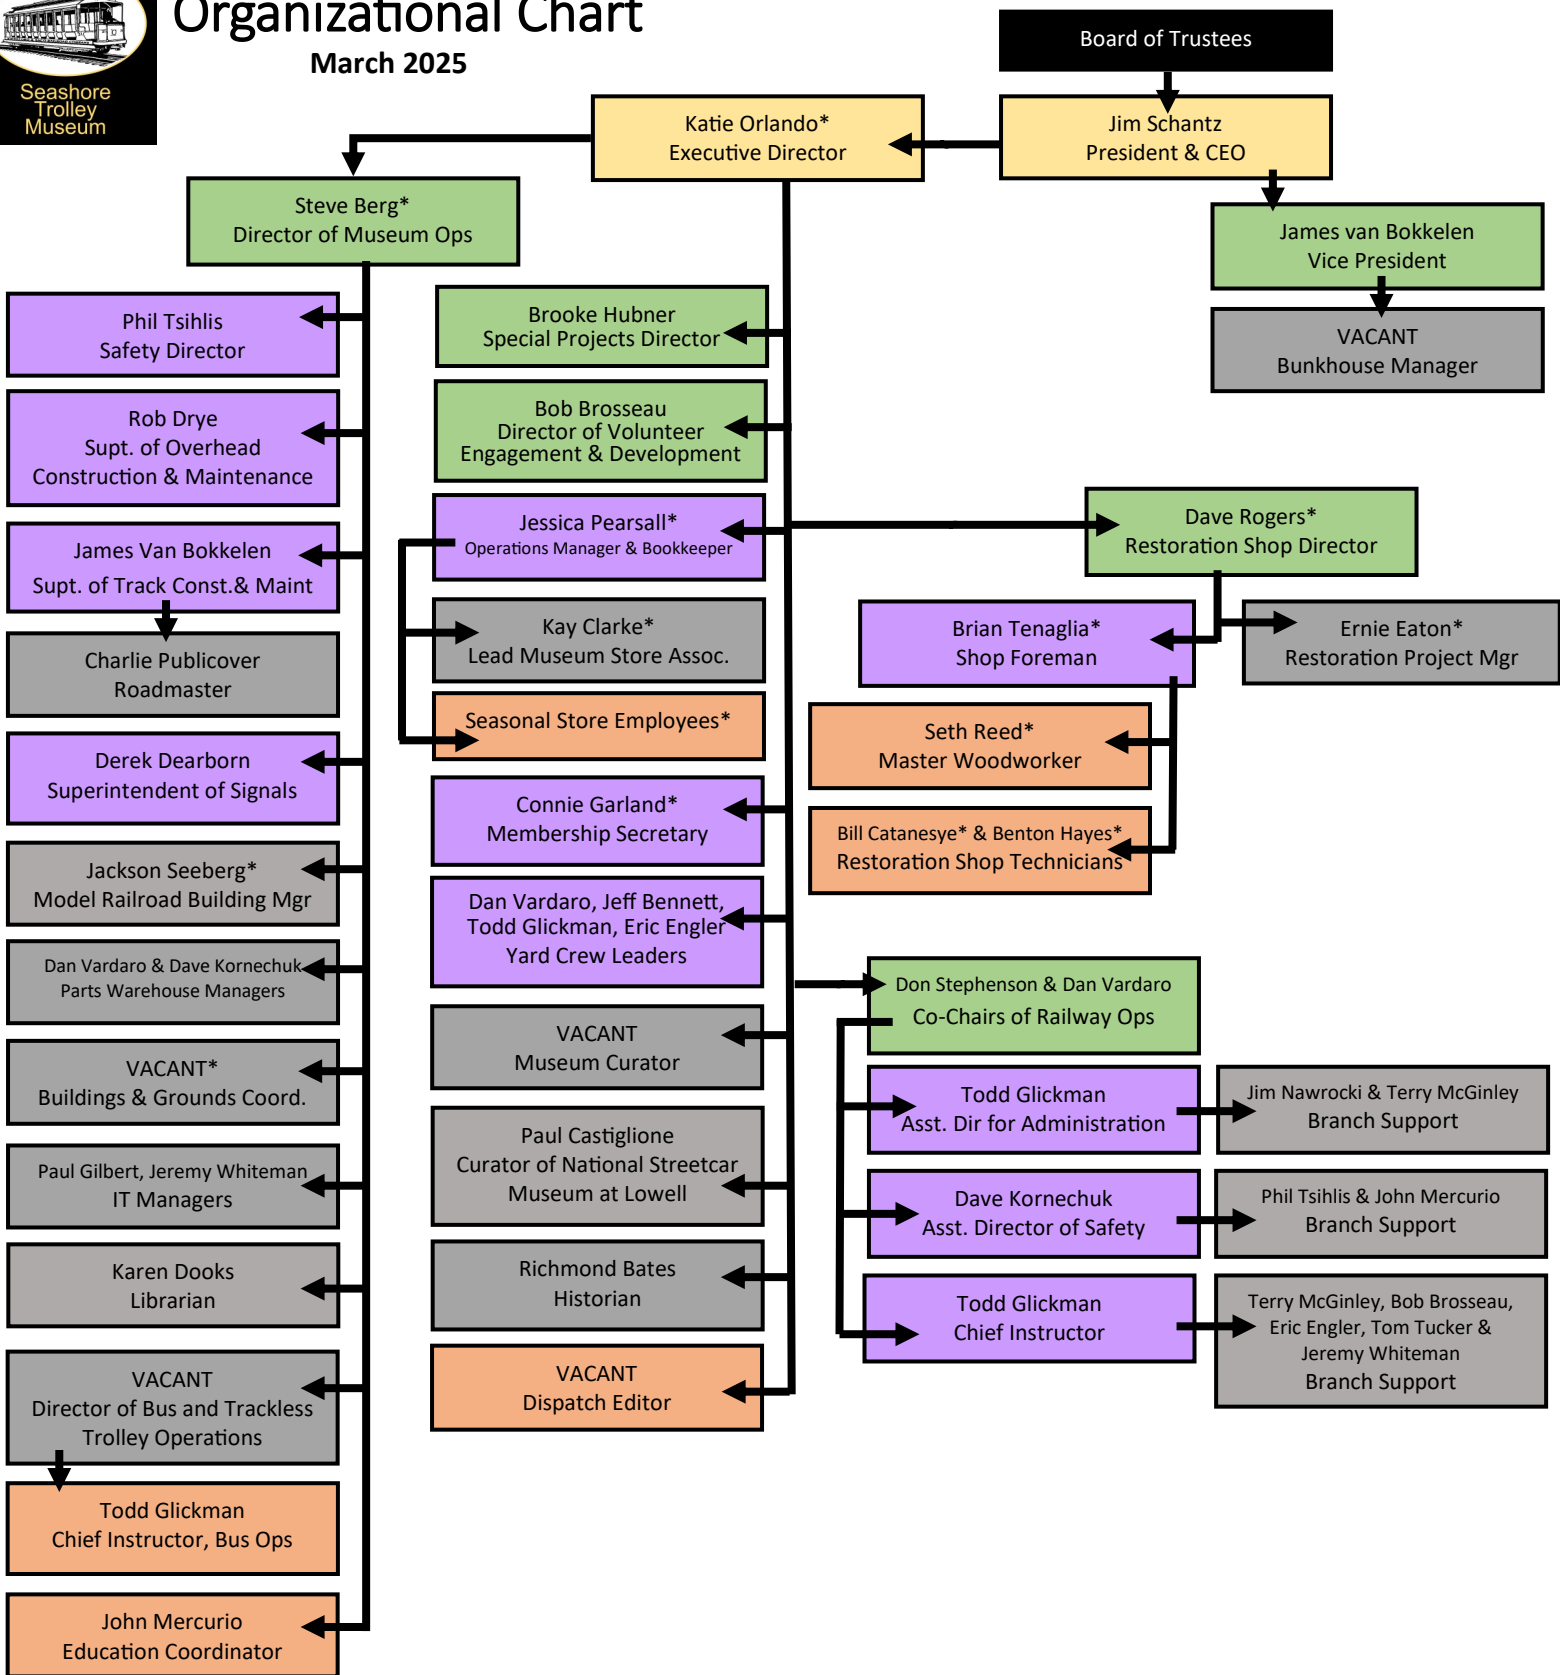 Organizational Chart
March 2025
Seashore
Trolley
Museum
Board of Trustees
Jim Schantz
President & CEO
Katie Orlando*
Executive Director
James van Bokkelen
Vice President
VACANT
Bunkhouse Manager
Steve Berg*
Director of Museum Ops
Phil Tsihlis
Safety Director
Rob Drye
Supt. of Overhead
Construction & Maintenance
James Van Bokkelen
Supt. of Track Const.& Maint
Charlie Publicover
Roadmaster
Derek Dearborn
Superintendent of Signals
Jackson Seeberg*
Model Railroad Building Mgr
Dan Vardaro & Dave Kornechuk
Parts Warehouse Managers
VACANT*
Buildings & Grounds Coord.
Paul Gilbert, Jeremy Whiteman
IT Managers
Karen Dooks
Librarian
VACANT
Director of Bus and Trackless
Trolley Operations
Todd Glickman
Chief Instructor, Bus Ops
John Mercurio
Education Coordinator
Brooke Hubner
Special Projects Director
Bob Brosseau
Director of Volunteer
Engagement & Development
Jessica Pearsall*
Operations Manager & Bookkeeper
Kay Clarke*
Lead Museum Store Assoc.
Seasonal Store Employees*
Connie Garland*
Membership Secretary
Dan Vardaro, Jeff Bennett,
Todd Glickman, Eric Engler
Yard Crew Leaders
VACANT
Museum Curator
Paul Castiglione
Curator of National Streetcar
Museum at Lowell
Richmond Bates
Historian
VACANT
Dispatch Editor
Dave Rogers*
Restoration Shop Director
Brian Tenaglia*
Shop Foreman
Ernie Eaton*
Restoration Project Mgr
Seth Reed*
Master Woodworker
Bill Catanesye* & Benton Hayes*
Restoration Shop Technicians
Don Stephenson & Dan Vardaro
Co-Chairs of Railway Ops
Todd Glickman
Asst. Dir for Administration
Jim Nawrocki & Terry McGinley
Branch Support
Dave Kornechuk
Asst. Director of Safety
Phil Tsihlis & John Mercurio
Branch Support
Todd Glickman
Chief Instructor
Terry McGinley, Bob Brosseau,
Eric Engler, Tom Tucker &
Jeremy Whiteman
Branch Support